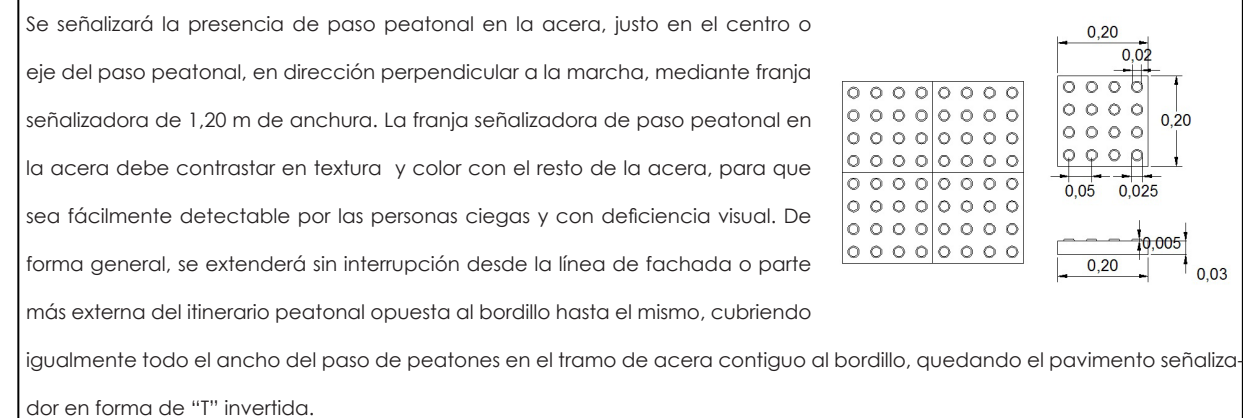 Se señalizará la presencia de paso peatonal en la acera, justo en el centro o
eje del paso peatonal, en dirección perpendicular a la marcha, mediante franja
señalizadora de 1,20 m de anchura. La franja señalizadora de paso peatonal en
la acera debe contrastar en textura y color con el resto de la acera, para que
sea fácilmente detectable por las personas ciegas y con deficiencia visual. De
forma general, se extenderá sin interrupción desde la línea de fachada o parte
más externa del itinerario peatonal opuesta al bordillo hasta el mismo, cubriendo
igualmente todo el ancho del paso de peatones en el tramo de acera contiguo al bordillo, quedando el pavimento señaliza-
dor en forma de “T” invertida.
0,20
0,02
0,20
0,05 0,025
0,005
0,20
0,03